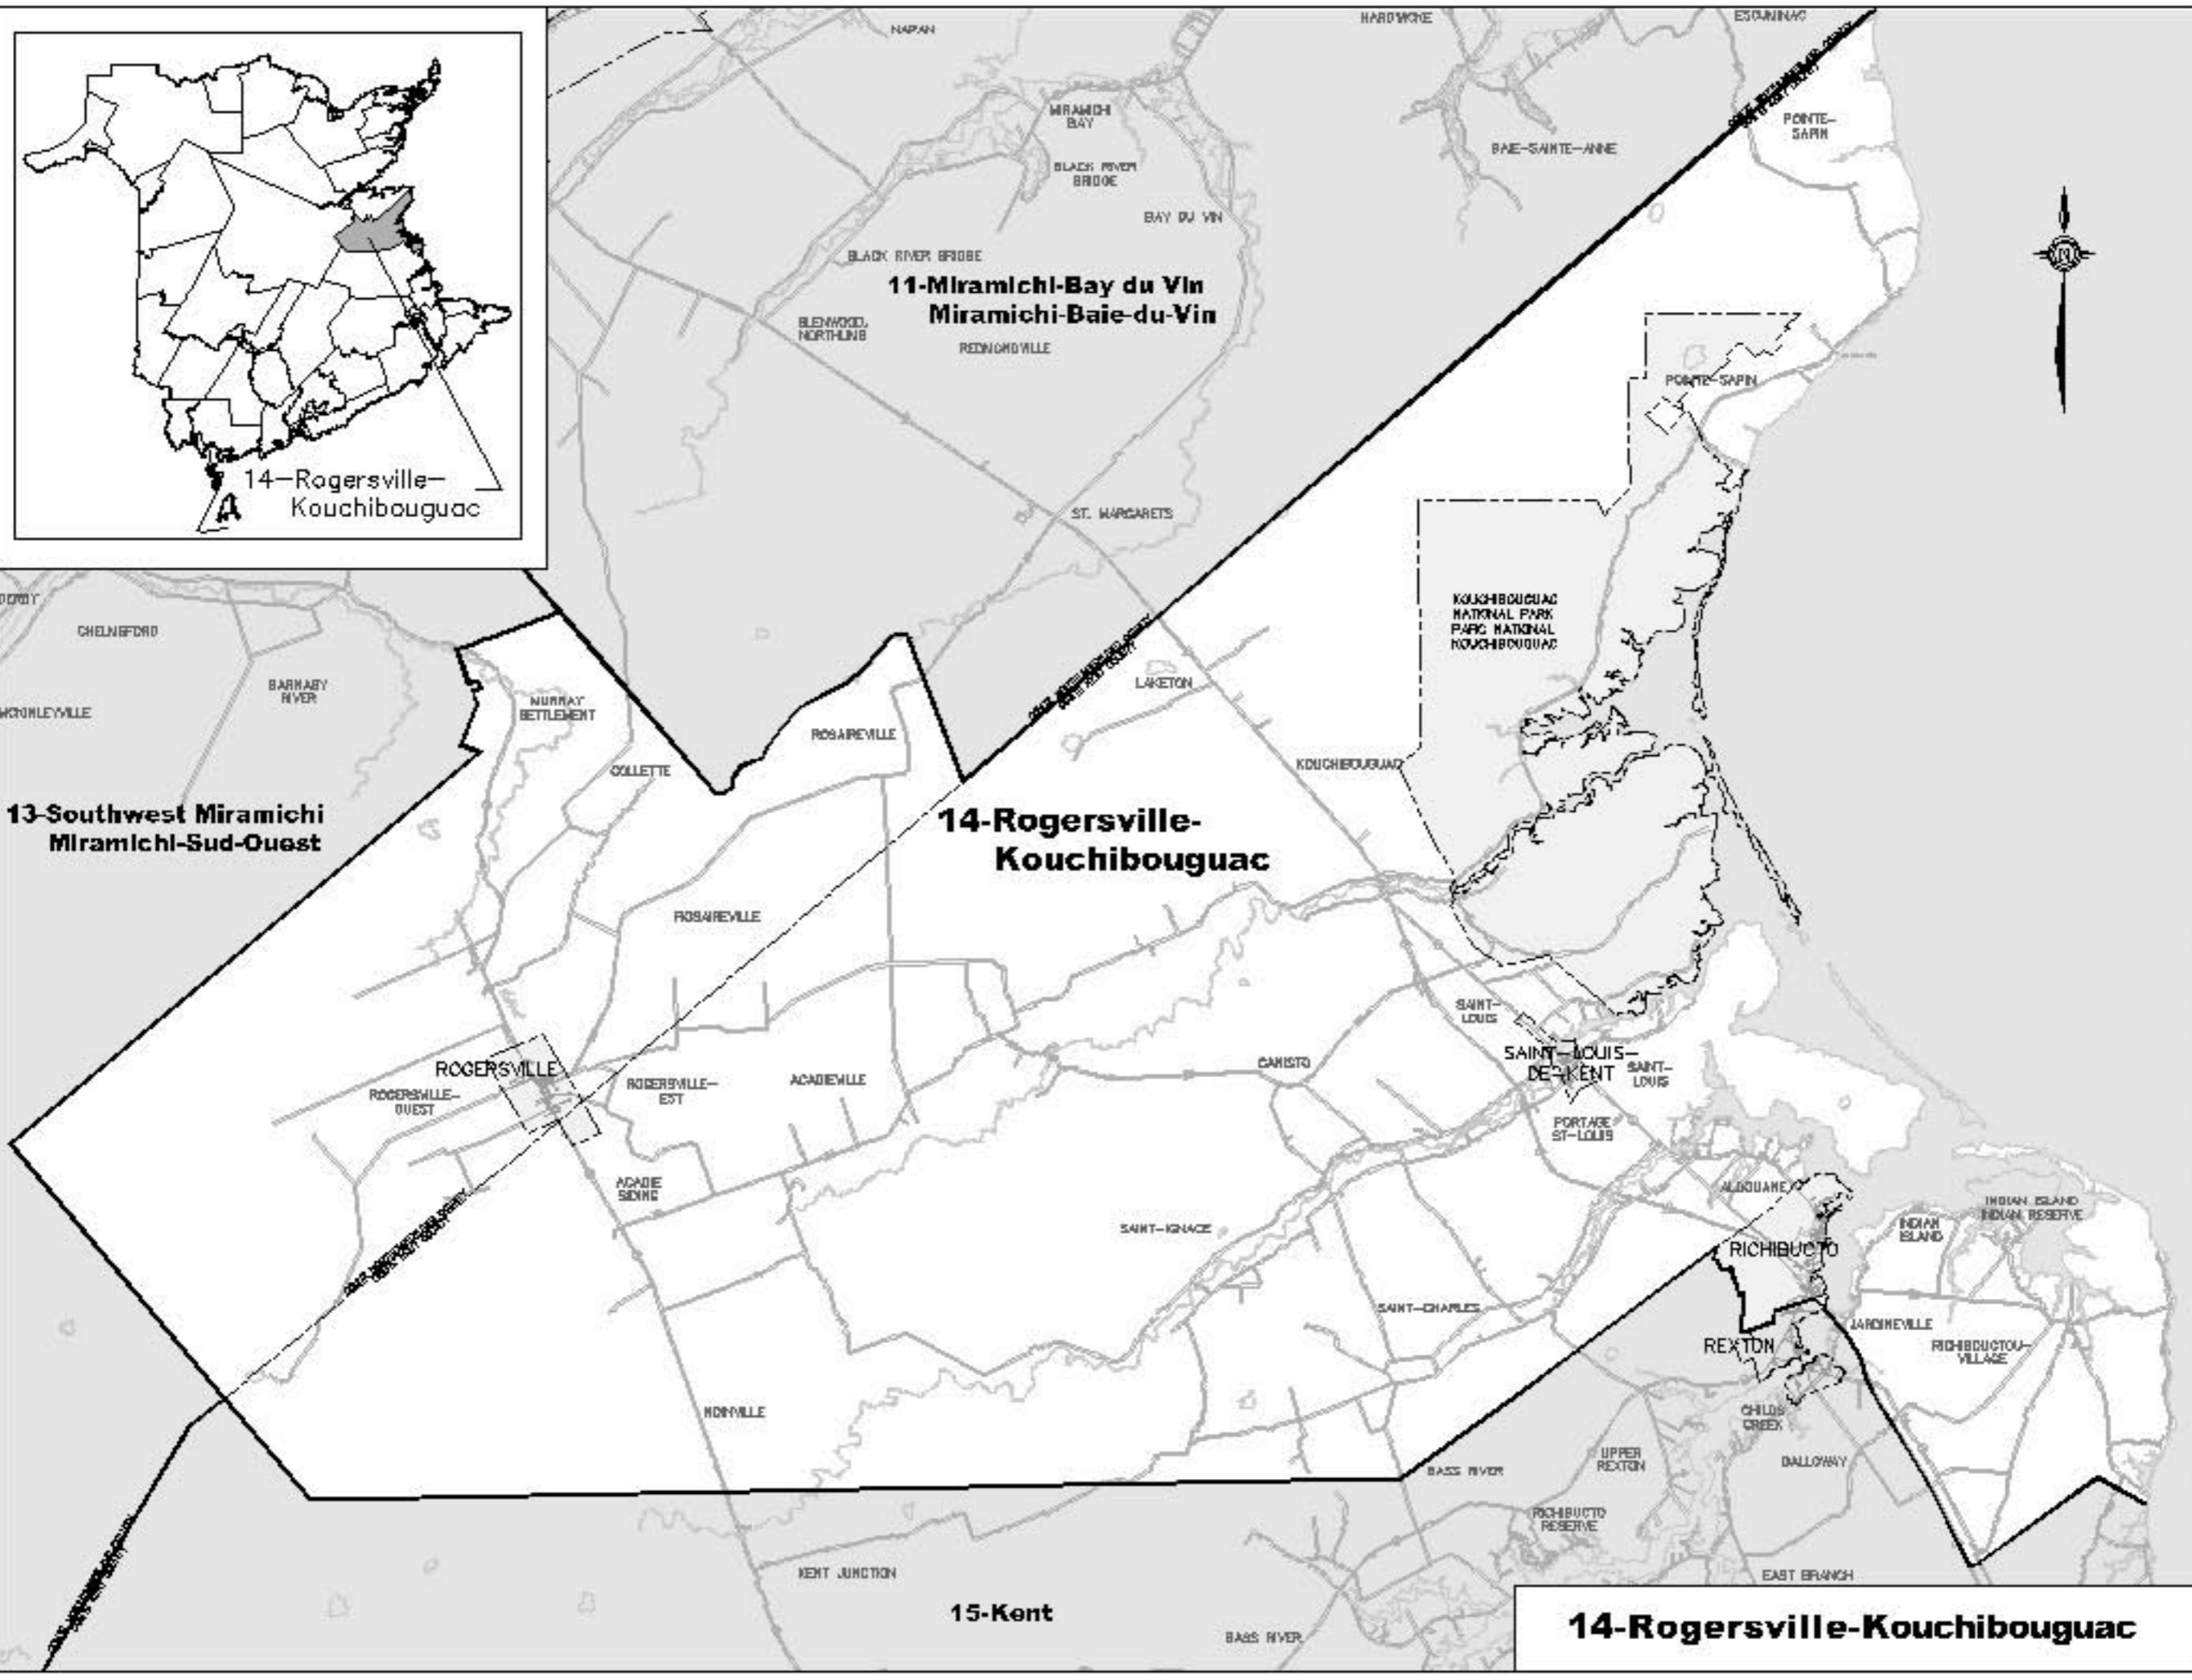 NAPAN
HARDWICKE
ESCUMINAC
MIRAMICHI
BAY
POINTE-
SAPIN
BAIE-SAINTE-ANNE
BLACK RIVER
BRIDGE
BAY DU VIN
BLACK RIVER BRIDGE
11-Miramichi-Bay du Vin
Miramichi-Baie-du-Vin
GLENWOOD,
REDMONDVILLE
N
POINTE-SAPIN
14-Rogersville-
Kouchibouguac
ST. MARGARETS
DERBY
CHELMSFORD
KOUCHIBOUGUAC
NATIONAL PARK
PARC NATIONAL
KOUCHIBOUGUAC
BARNABY
RIVER
LAKETON
MCKINLEYVILLE
MURRAY
SETTLEMENT
ROSAIREVILLE
COLLETTE
KOUCHIBOUGUAC
13-Southwest Miramichi
Miramichi-Sud-Ouest
14-Rogersville-
Kouchibouguac
ROSAIREVILLE
SAINT-
LOUIS
SAINT-LOUIS-
DE-KENT
SAINT-
LOUIS
ROGERSVILLE
CANISTO
ROGERSVILLE-
OUEST
ROGERSVILLE-
EST
ACADIEVILLE
PORTAGE
ST-LOUIS
ACADIE
SIDING
ALDOUANE
SAINT-IGNACE
INDIAN ISLAND
INDIAN RESERVE
INDIAN
ISLAND
RICHIBUCTO
SAINT-CHARLES
JARDINEVILLE
REXTON
RICHIBOUCTOU-
VILLAGE
NOINVILLE
CHILDS
CREEK
BASS RIVER
UPPER
REXTON
GALLOWAY
RICHIBUCTO
RESERVE
KENT JUNCTION
EAST BRANCH
15-Kent
BASS RIVER
14-Rogersville-Kouchibouguac